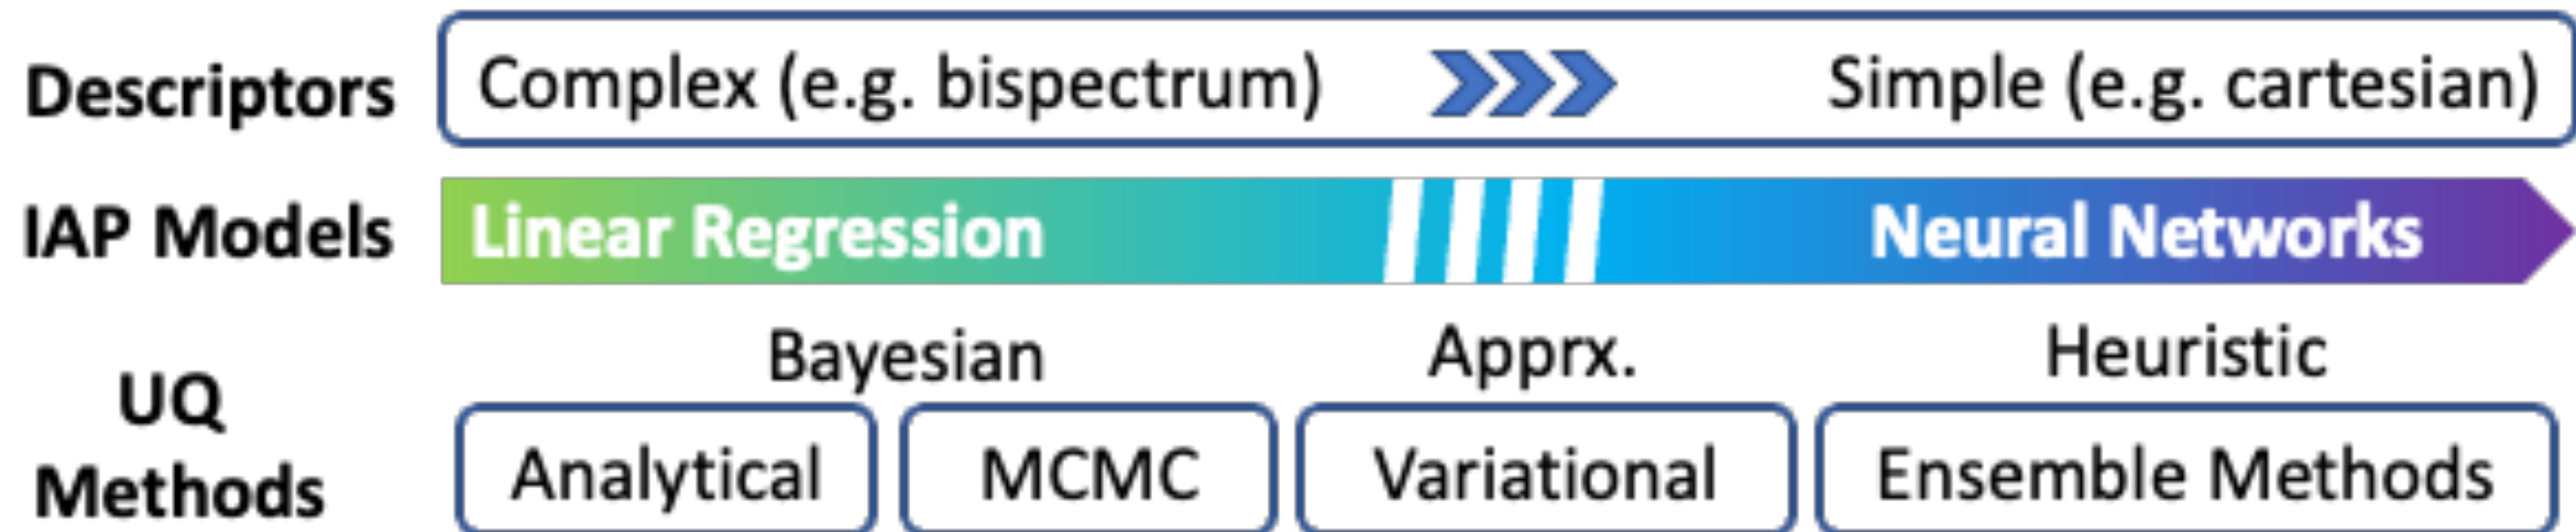 Descriptors Complex (e.g. bispectrum) Simple (e.g. cartesian)
IAP Models Linear Regression Neural Networks
Bayesian Apprx. Heuristic
UQ
Methods
Analytical MCMC Variational Ensemble Methods